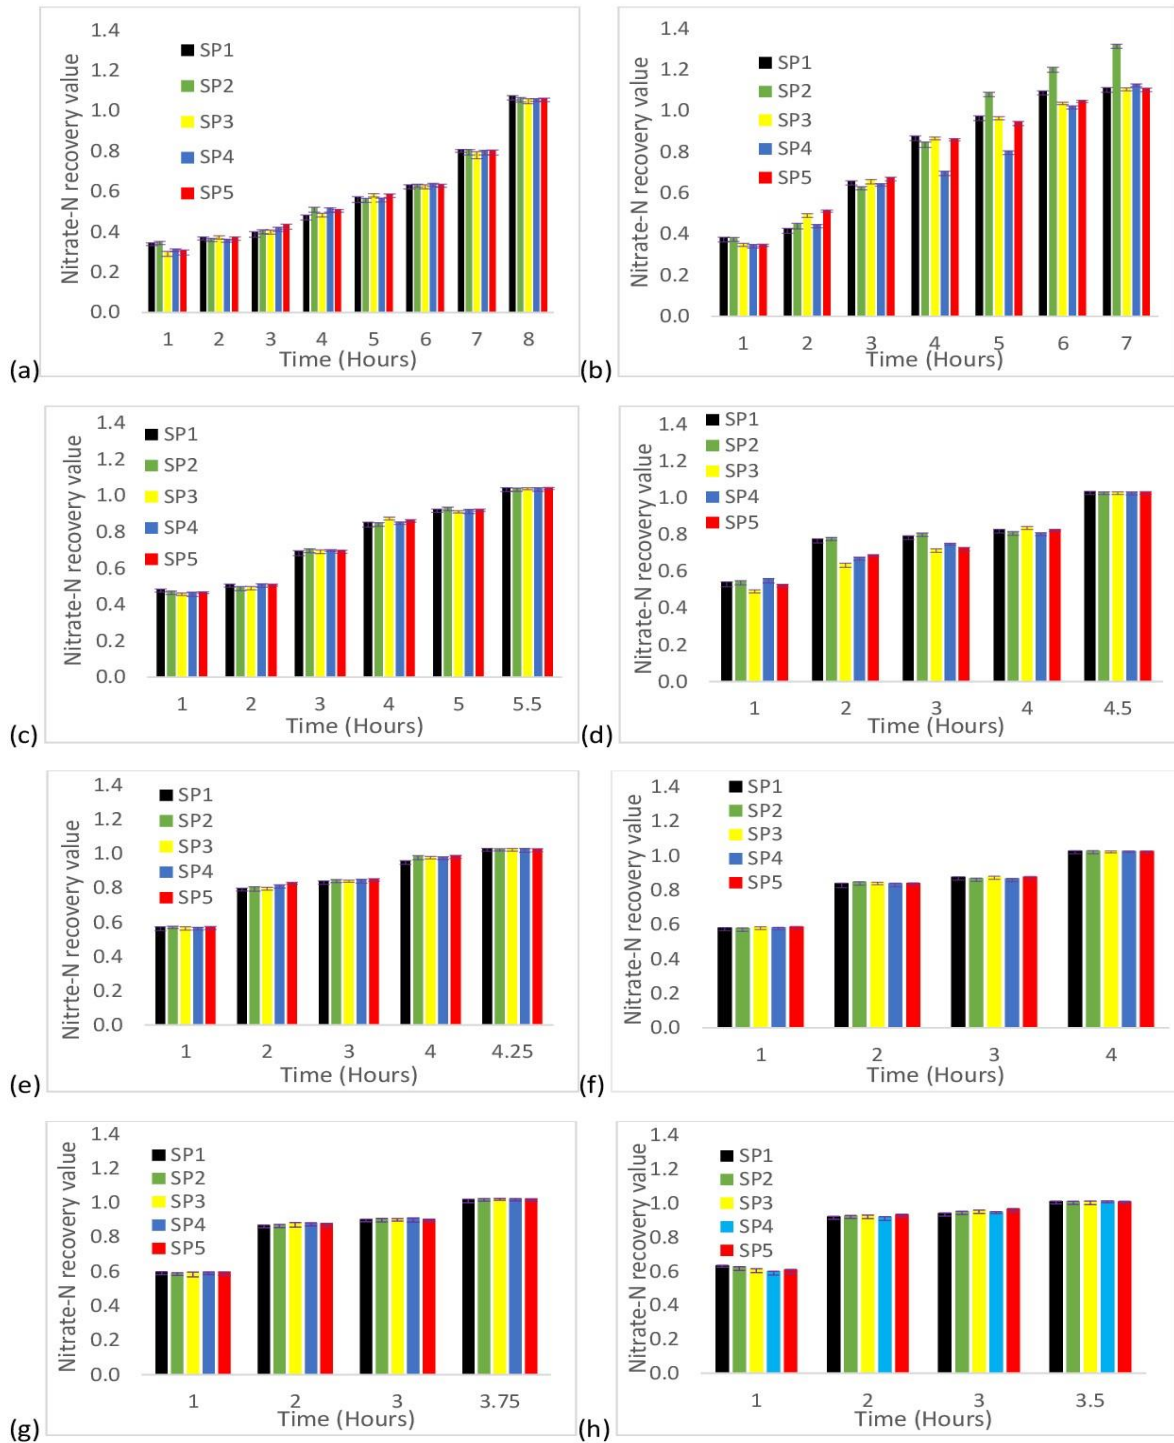 Nitrate-N recovery value
1.4
1.2
1.0
0.8
0.6
0.4
0.2
0.0
SP1
SP2
SP3
SP4
SP5
1 2 3 4 5 6 7 8
Time (Hours)
(a)
Nitrate-N recovery value
1.4
1.2
1.0
0.8
0.6
0.4
0.2
0.0
SP1
SP2
SP3
SP4
SP5
1 2 3 4 5 6 7
Time (Hours)
(b)
Nitrate-N recovery value
1.4
1.2
1.0
0.8
0.6
0.4
0.2
0.0
SP1
SP2
SP3
SP4
SP5
1 2 3 4 5 5.5
Time (Hours)
(c)
Nitrate-N recovery value
1.4
1.2
1.0
0.8
0.6
0.4
0.2
0.0
SP1
SP2
SP3
SP4
SP5
1 2 3 4 4.5
Time (Hours)
(d)
Nitrte-N recovery value
1.4
1.2
1.0
0.8
0.6
0.4
0.2
0.0
SP1
SP2
SP3
SP4
SP5
1 2 3 4 4.25
Time (Hours)
(e)
Nitrate-N recovery value
1.4
1.2
1.0
0.8
0.6
0.4
0.2
0.0
SP1
SP2
SP3
SP4
SP5
1 2 3 4
Time (Hours)
(f)
Nitrate-N recovery value
1.4
1.2
1.0
0.8
0.6
0.4
0.2
0.0
SP1
SP2
SP3
SP4
SP5
1 2 3 3.75
Time (Hours)
(g)
Nitrate-N recovery value
1.4
1.2
1.0
0.8
0.6
0.4
0.2
0.0
SP1
SP2
SP3
SP4
SP5
1 2 3 3.5
Time (Hours)
(h)